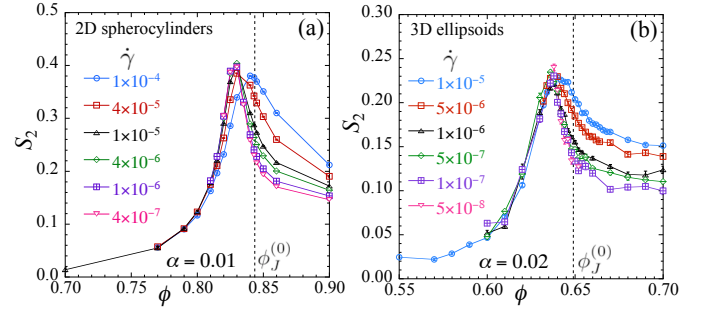 2D spherocylinders (a)
γ̇
1×10⁻⁴
4×10⁻⁵
1×10⁻⁵
4×10⁻⁶
1×10⁻⁶
4×10⁻⁷
α = 0.01
ϕ_J^(0)
S₂
0.5
0.4
0.3
0.2
0.1
0.0
0.70 0.75 0.80 0.85 0.90
ϕ
3D ellipsoids (b)
γ̇
1×10⁻⁵
5×10⁻⁶
1×10⁻⁶
5×10⁻⁷
1×10⁻⁷
5×10⁻⁸
α = 0.02
ϕ_J^(0)
S₂
0.30
0.25
0.20
0.15
0.10
0.05
0.00
0.55 0.60 0.65 0.70
ϕ